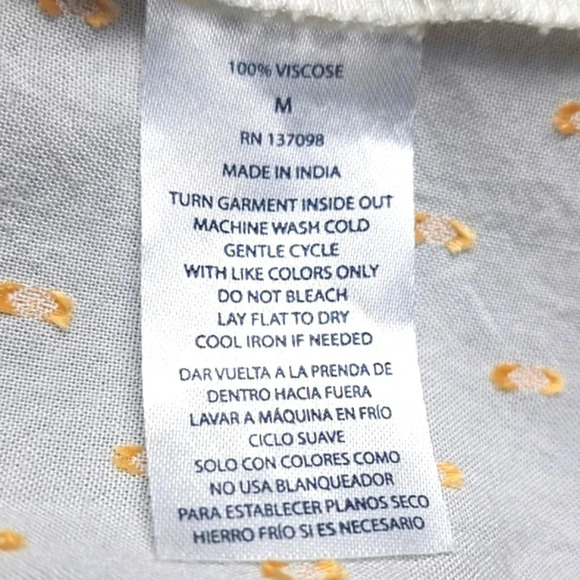 100% VISCOSE
M
RN 137098
MADE IN INDIA
TURN GARMENT INSIDE OUT
MACHINE WASH COLD
GENTLE CYCLE
WITH LIKE COLORS ONLY
DO NOT BLEACH
LAY FLAT TO DRY
COOL IRON IF NEEDED
DAR VUELTA A LA PRENDA DE
DENTRO HACIA FUERA
LAVAR A MÁQUINA EN FRÍO
CICLO SUAVE
SOLO CON COLORES COMO
NO USA BLANQUEADOR
PARA ESTABLECER PLANOS SECO
HIERRO FRÍO SI ES NECESARIO